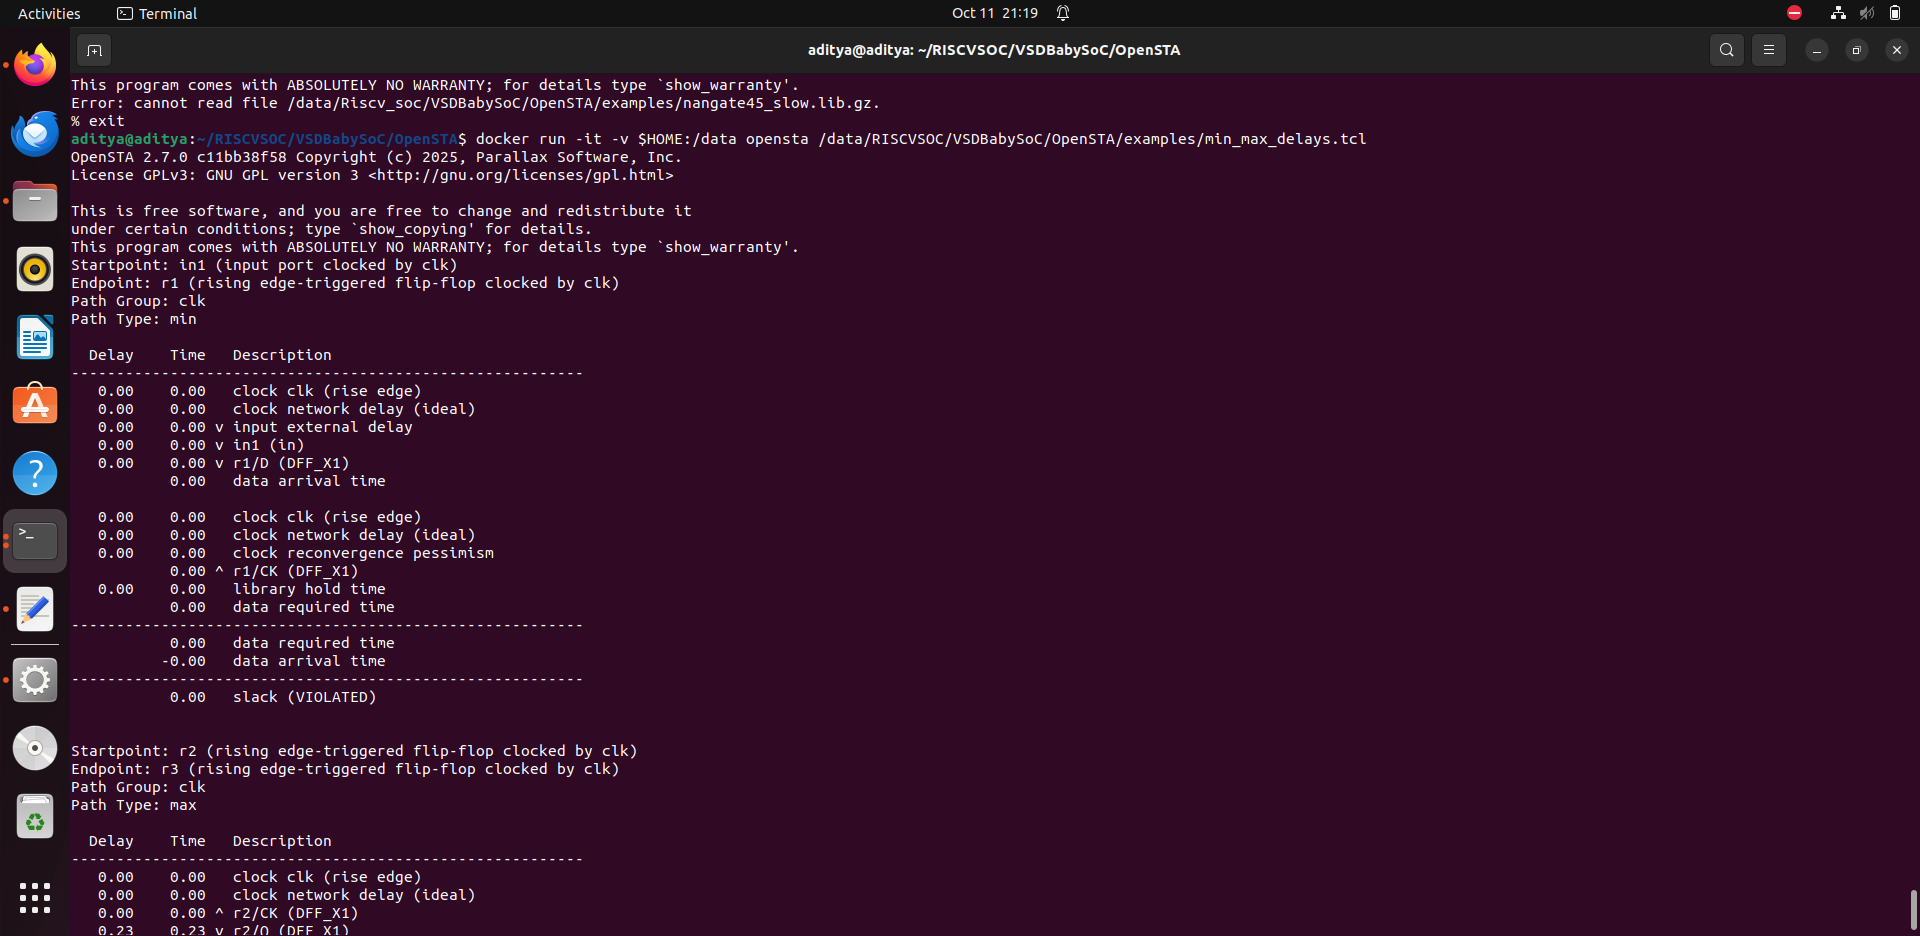 Activities
Terminal
Oct 11 21:19
aditya@aditya: ~/RISCVSOC/VSDBabySoC/OpenSTA
This program comes with ABSOLUTELY NO WARRANTY; for details type `show_warranty'.
Error: cannot read file /data/Riscv_soc/VSDBabySoC/OpenSTA/examples/nangate45_slow.lib.gz.
% exit
aditya@aditya:~/RISCVSOC/VSDBabySoC/OpenSTA$ docker run -it -v $HOME:/data opensta /data/RISCVSOC/VSDBabySoC/OpenSTA/examples/min_max_delays.tcl
OpenSTA 2.7.0 c11bb38f58 Copyright (c) 2025, Parallax Software, Inc.
License GPLv3: GNU GPL version 3 <http://gnu.org/licenses/gpl.html>

This is free software, and you are free to change and redistribute it
under certain conditions; type `show_copying' for details.
This program comes with ABSOLUTELY NO WARRANTY; for details type `show_warranty'.
Startpoint: in1 (input port clocked by clk)
Endpoint: r1 (rising edge-triggered flip-flop clocked by clk)
Path Group: clk
Path Type: min

  Delay    Time   Description
---------------------------------------------------------
   0.00    0.00   clock clk (rise edge)
   0.00    0.00   clock network delay (ideal)
   0.00    0.00 v input external delay
   0.00    0.00 v in1 (in)
   0.00    0.00 v r1/D (DFF_X1)
           0.00   data arrival time

   0.00    0.00   clock clk (rise edge)
   0.00    0.00   clock network delay (ideal)
   0.00    0.00   clock reconvergence pessimism
           0.00 ^ r1/CK (DFF_X1)
   0.00    0.00   library hold time
           0.00   data required time
---------------------------------------------------------
           0.00   data required time
          -0.00   data arrival time
---------------------------------------------------------
           0.00   slack (VIOLATED)

Startpoint: r2 (rising edge-triggered flip-flop clocked by clk)
Endpoint: r3 (rising edge-triggered flip-flop clocked by clk)
Path Group: clk
Path Type: max

  Delay    Time   Description
---------------------------------------------------------
   0.00    0.00   clock clk (rise edge)
   0.00    0.00   clock network delay (ideal)
   0.00    0.00 ^ r2/CK (DFF_X1)
   0.23    0.23 v r2/Q (DFF_X1)